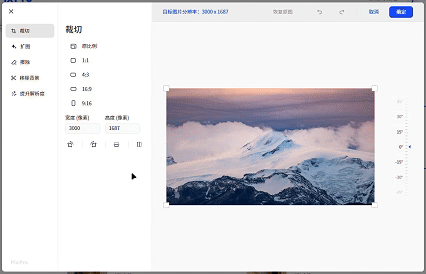 裁切
扩图
擦除
移除背景
提升解析度
裁切
原比例
1:1
4:3
16:9
9:16
宽度 (像素)
高度 (像素)
3000
1687
目标图片分辨率： 3000 x 1687
恢复原图
取消
确定
30°
15°
0°
-15°
-30°